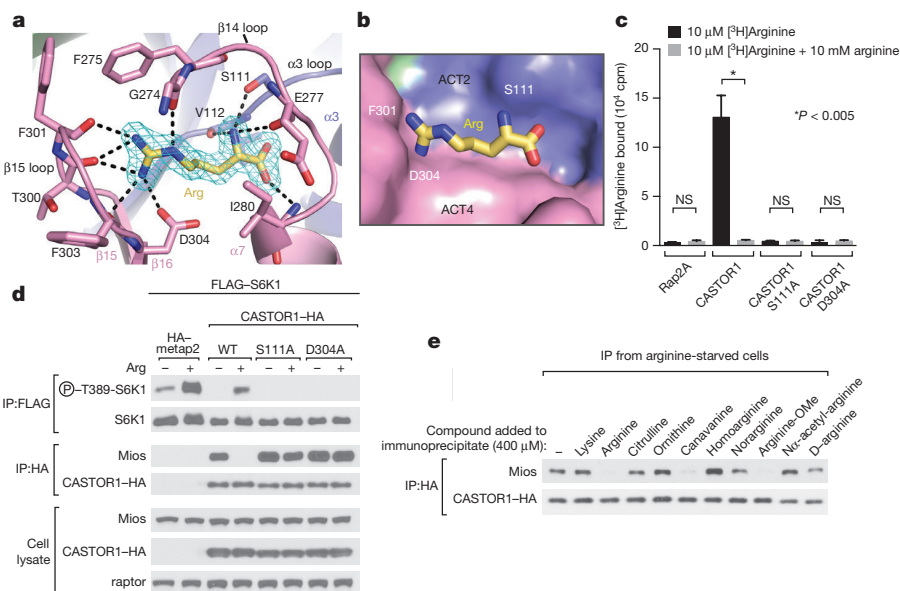 a
F275
β14 loop
G274
S111
α3 loop
V112
E277
α3
F301
β15 loop
Arg
T300
I280
D304
α7
F303
β15
β16
b
ACT2
S111
F301
Arg
D304
ACT4
c
10 μM [³H]Arginine
10 μM [³H]Arginine + 10 mM arginine
[³H]Arginine bound (10⁴ cpm)
20
15
10
5
0
*
*P < 0.005
NS
NS
NS
Rap2A
CASTOR1
CASTOR1 S111A
CASTOR1 D304A
d
FLAG–S6K1
CASTOR1–HA
HA–metap2
WT
S111A
D304A
Arg
– + – + – + – +
IP:FLAG
P–T389-S6K1
S6K1
IP:HA
Mios
CASTOR1–HA
Cell lysate
Mios
CASTOR1–HA
raptor
e
IP from arginine-starved cells
Compound added to
immunoprecipitate (400 μM):
–
Lysine
Arginine
Citrulline
Ornithine
Canavanine
Homoarginine
Norarginine
Arginine-OMe
Nα-acetyl-arginine
D-arginine
IP:HA
Mios
CASTOR1–HA